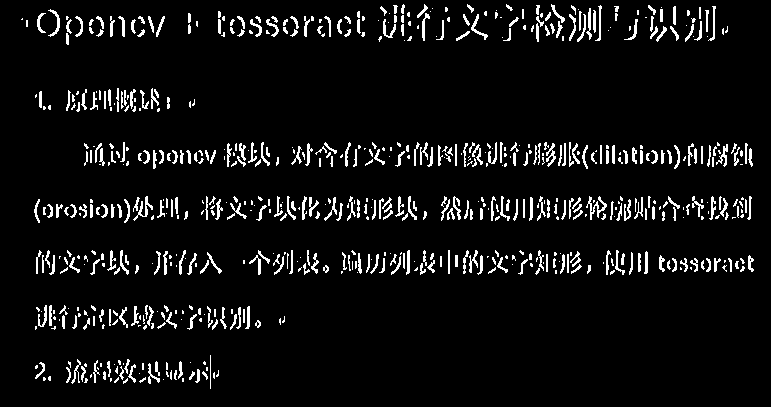 Opencv + tesseract 进行文字检测与识别。
1. 原理概述：
通过 opencv 模块，对含有文字的图像进行膨胀(dilation)和腐蚀
(erosion)处理，将文字块化为矩形块，然后使用矩形轮廓贴合查找到
的文字块，并存入一个列表。遍历列表中的文字矩形，使用 tesseract
进行定区域文字识别。
2. 流程效果显示